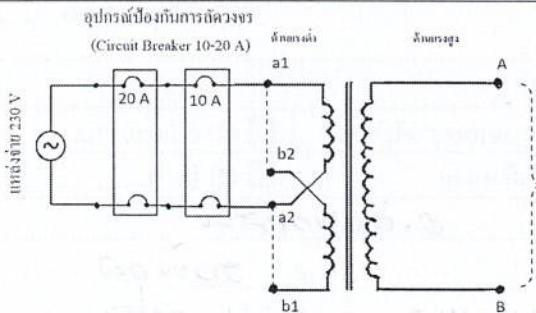 อุปกรณ์ป้องกันการลัดวงจร
(Circuit Breaker 10-20 A)
ด้านแรงต่ำ
ด้านแรงสูง
a1
A
20 A
10 A
แหล่งจ่าย 230 V
b2
a2
b1
B